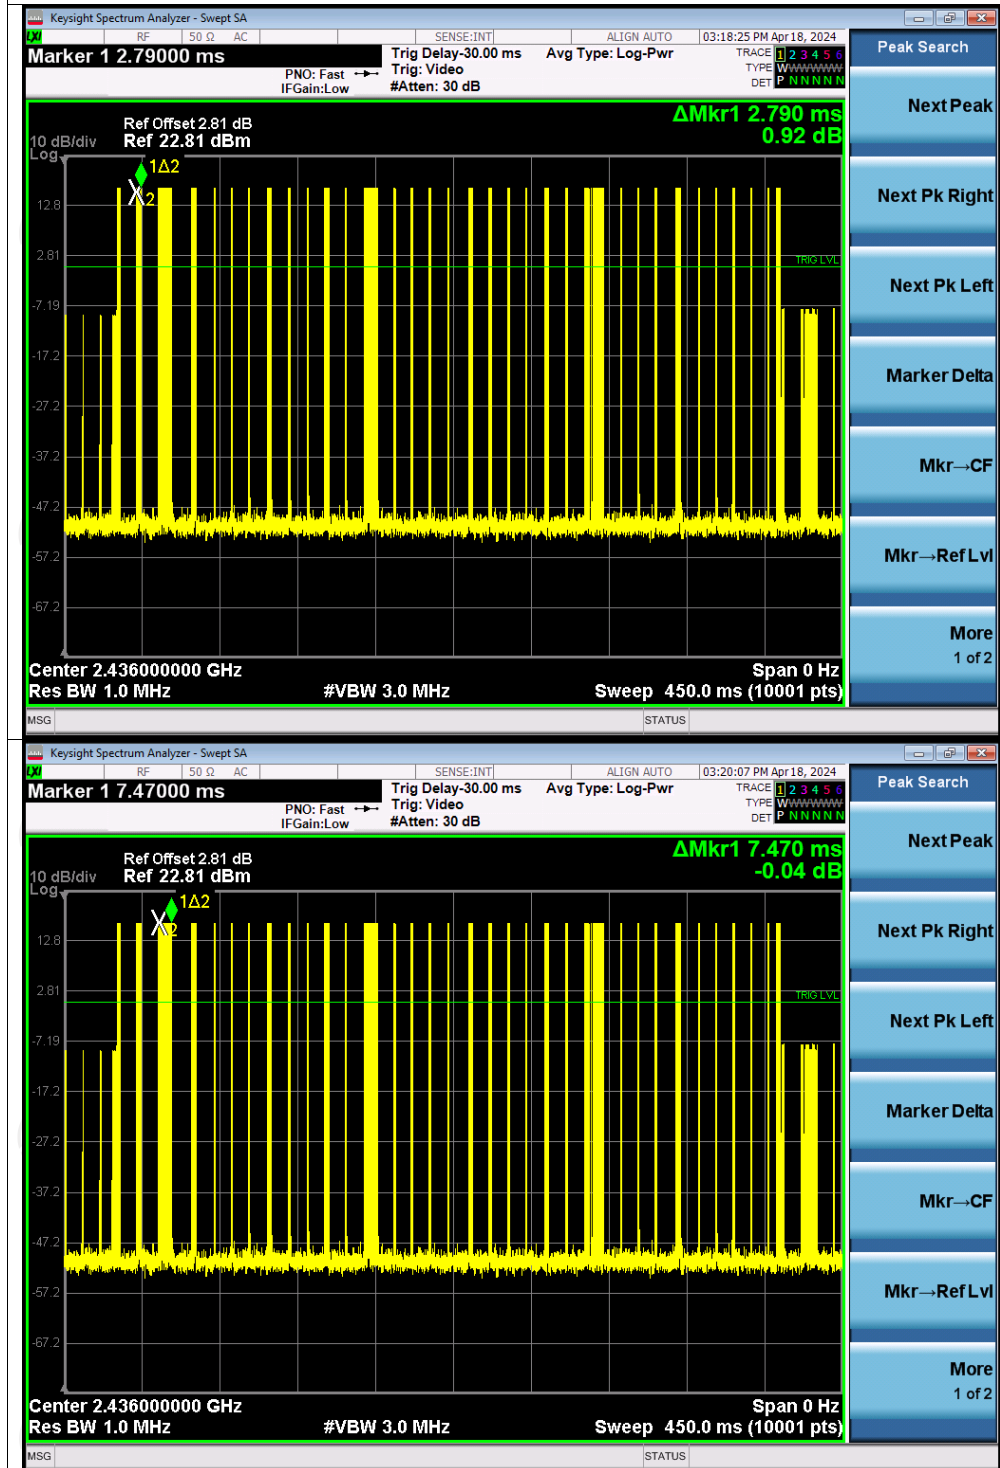 Keysight Spectrum Analyzer - Swept SA
LXI RF 50 Ω AC SENSE:INT ALIGN AUTO 03:18:25 PM Apr 18, 2024
Marker 1 2.79000 ms
PNO: Fast
IFGain:Low
Trig Delay-30.00 ms
Trig: Video
#Atten: 30 dB
Avg Type: Log-Pwr
TRACE 1 2 3 4 5 6
TYPE WWWWWW
DET P N N N N N
Peak Search
Next Peak
Next Pk Right
Next Pk Left
Marker Delta
Mkr→CF
Mkr→Ref Lvl
More
1 of 2
ΔMkr1 2.790 ms
0.92 dB
Ref Offset 2.81 dB
10 dB/div Ref 22.81 dBm
Log
1Δ2
2
12.8
2.81
TRIG LVL
-7.19
-17.2
-27.2
-37.2
-47.2
-57.2
-67.2
Center 2.436000000 GHz Span 0 Hz
Res BW 1.0 MHz #VBW 3.0 MHz Sweep 450.0 ms (10001 pts)
MSG STATUS
Keysight Spectrum Analyzer - Swept SA
LXI RF 50 Ω AC SENSE:INT ALIGN AUTO 03:20:07 PM Apr 18, 2024
Marker 1 7.47000 ms
PNO: Fast
IFGain:Low
Trig Delay-30.00 ms
Trig: Video
#Atten: 30 dB
Avg Type: Log-Pwr
TRACE 1 2 3 4 5 6
TYPE WWWWWW
DET P N N N N N
Peak Search
Next Peak
Next Pk Right
Next Pk Left
Marker Delta
Mkr→CF
Mkr→Ref Lvl
More
1 of 2
ΔMkr1 7.470 ms
-0.04 dB
Ref Offset 2.81 dB
10 dB/div Ref 22.81 dBm
Log
1Δ2
2
12.8
2.81
TRIG LVL
-7.19
-17.2
-27.2
-37.2
-47.2
-57.2
-67.2
Center 2.436000000 GHz Span 0 Hz
Res BW 1.0 MHz #VBW 3.0 MHz Sweep 450.0 ms (10001 pts)
MSG STATUS